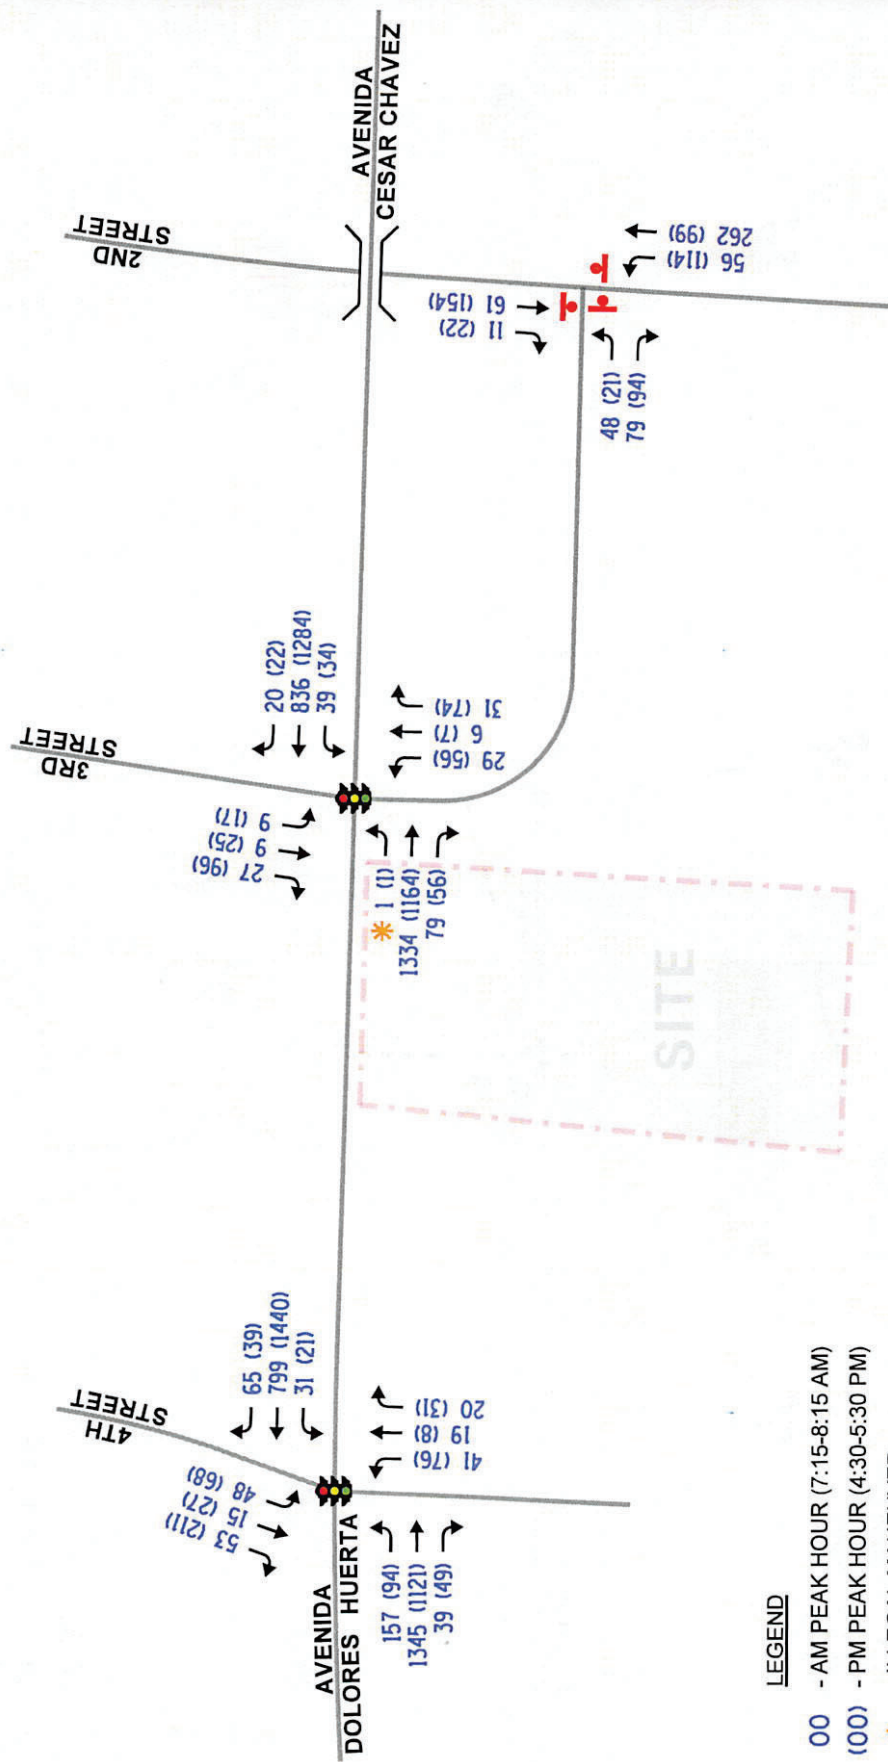 2ND
STREET
AVENIDA
CESAR CHAVEZ
262 (99)
56 (114)
61 (154)
11 (22)
48 (21)
79 (94)
3RD
STREET
20 (22)
836 (1284)
39 (34)
31 (74)
6 (7)
29 (56)
9 (17)
9 (25)
27 (96)
1 (1)
1334 (1164)
79 (56)
SITE
4TH
STREET
65 (39)
799 (1440)
31 (21)
20 (31)
19 (8)
41 (76)
48 (68)
15 (27)
53 (211)
AVENIDA
DOLORES HUERTA
157 (94)
1345 (1121)
39 (49)
LEGEND
00 - AM PEAK HOUR (7:15-8:15 AM)
(00) - PM PEAK HOUR (4:30-5:30 PM)